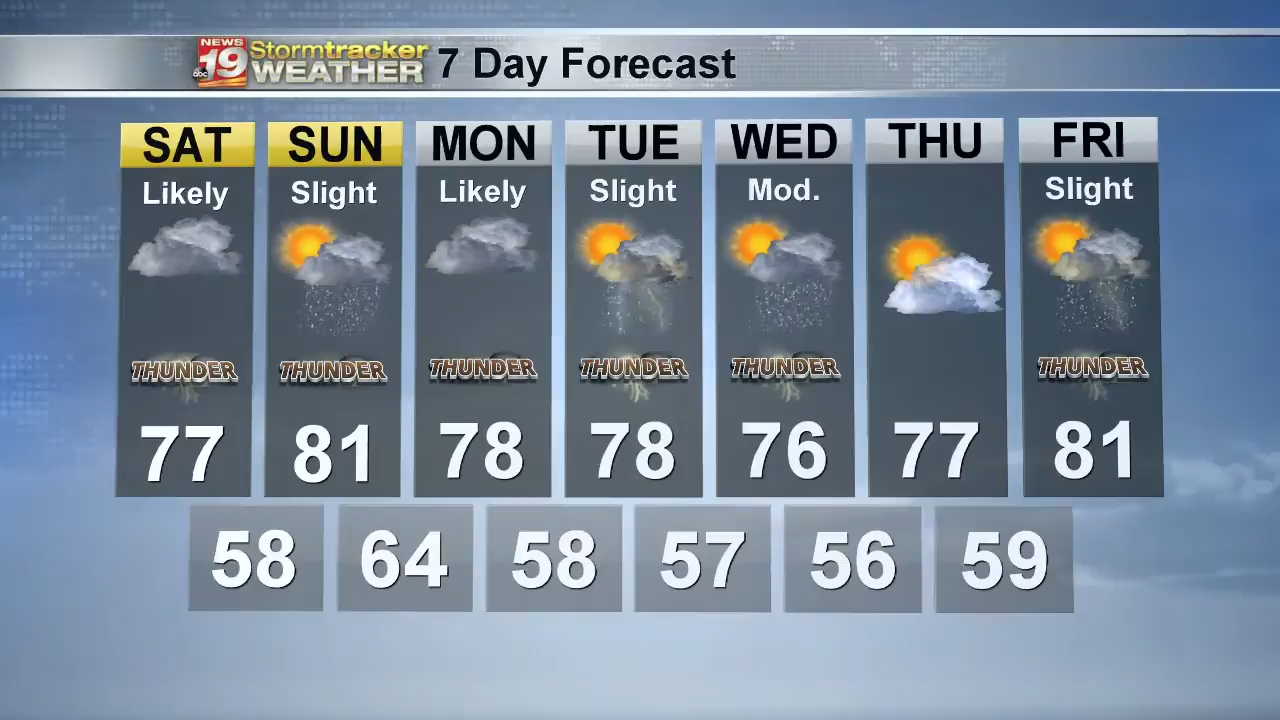 NEWS
abc 19
Stormtracker
WEATHER
7 Day Forecast
SAT SUN MON TUE WED THU FRI
Likely Slight Likely Slight Mod. Slight
THUNDER THUNDER THUNDER THUNDER THUNDER THUNDER
77 81 78 78 76 77 81
58 64 58 57 56 59